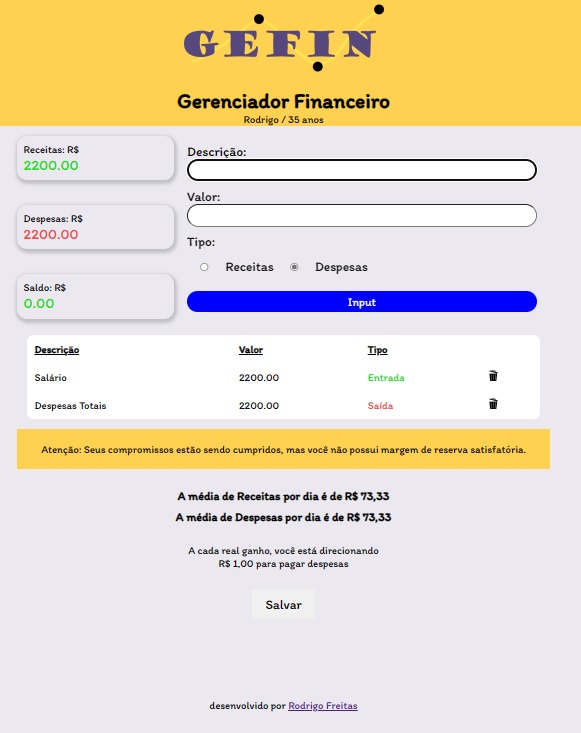 GEFIN
Gerenciador Financeiro
Rodrigo / 35 anos
Receitas: R$
2200.00
Despesas: R$
2200.00
Saldo: R$
0.00
Descrição:
Valor:
Tipo:
Receitas Despesas
Input
Descrição Valor Tipo
Salário 2200.00 Entrada
Despesas Totais 2200.00 Saída
Atenção: Seus compromissos estão sendo cumpridos, mas você não possui margem de reserva satisfatória.
A média de Receitas por dia é de R$ 73,33
A média de Despesas por dia é de R$ 73,33
A cada real ganho, você está direcionando
R$ 1,00 para pagar despesas
Salvar
desenvolvido por Rodrigo Freitas